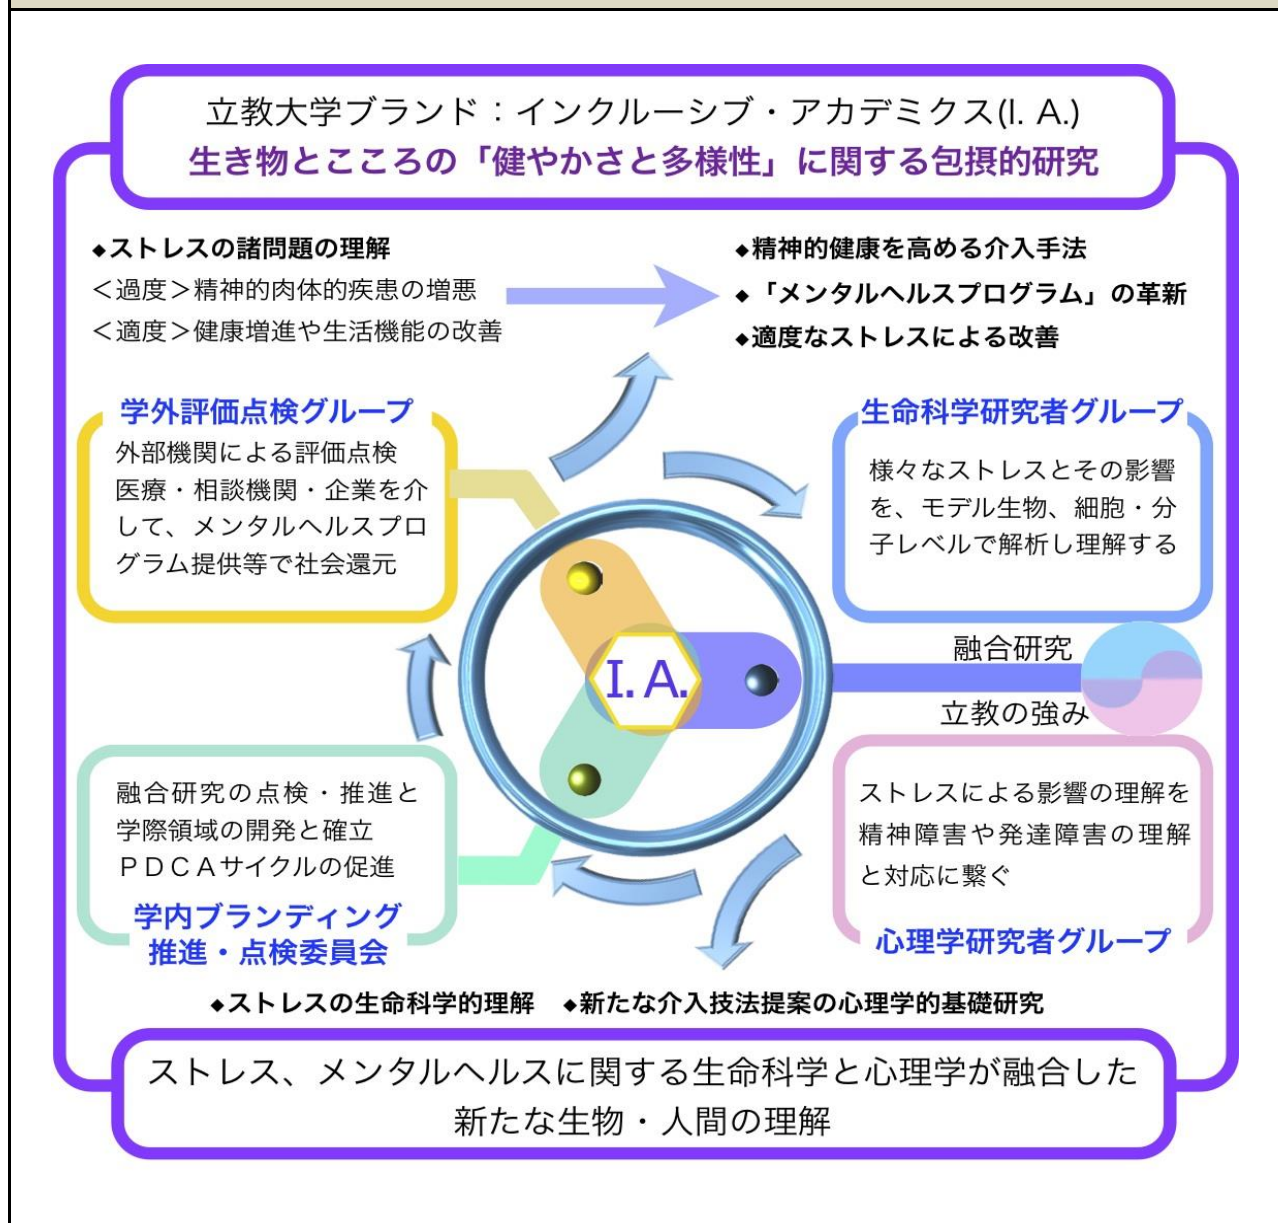 立教大学ブランド：インクルーシブ・アカデミクス(I. A.)
生き物とこころの「健やかさと多様性」に関する包摂的研究
◆ストレスの諸問題の理解
＜過度＞精神的肉体的疾患の増悪
＜適度＞健康増進や生活機能の改善
◆精神的健康を高める介入手法
◆「メンタルヘルスプログラム」の革新
◆適度なストレスによる改善
学外評価点検グループ
外部機関による評価点検
医療・相談機関・企業を介
して、メンタルヘルスプロ
グラム提供等で社会還元
生命科学研究者グループ
様々なストレスとその影響
を、モデル生物、細胞・分
子レベルで解析し理解する
I. A.
融合研究
立教の強み
融合研究の点検・推進と
学際領域の開発と確立
ＰＤＣＡサイクルの促進
学内ブランディング
推進・点検委員会
ストレスによる影響の理解を
精神障害や発達障害の理解
と対応に繋ぐ
心理学研究者グループ
◆ストレスの生命科学的理解　◆新たな介入技法提案の心理学的基礎研究
ストレス、メンタルヘルスに関する生命科学と心理学が融合した
新たな生物・人間の理解